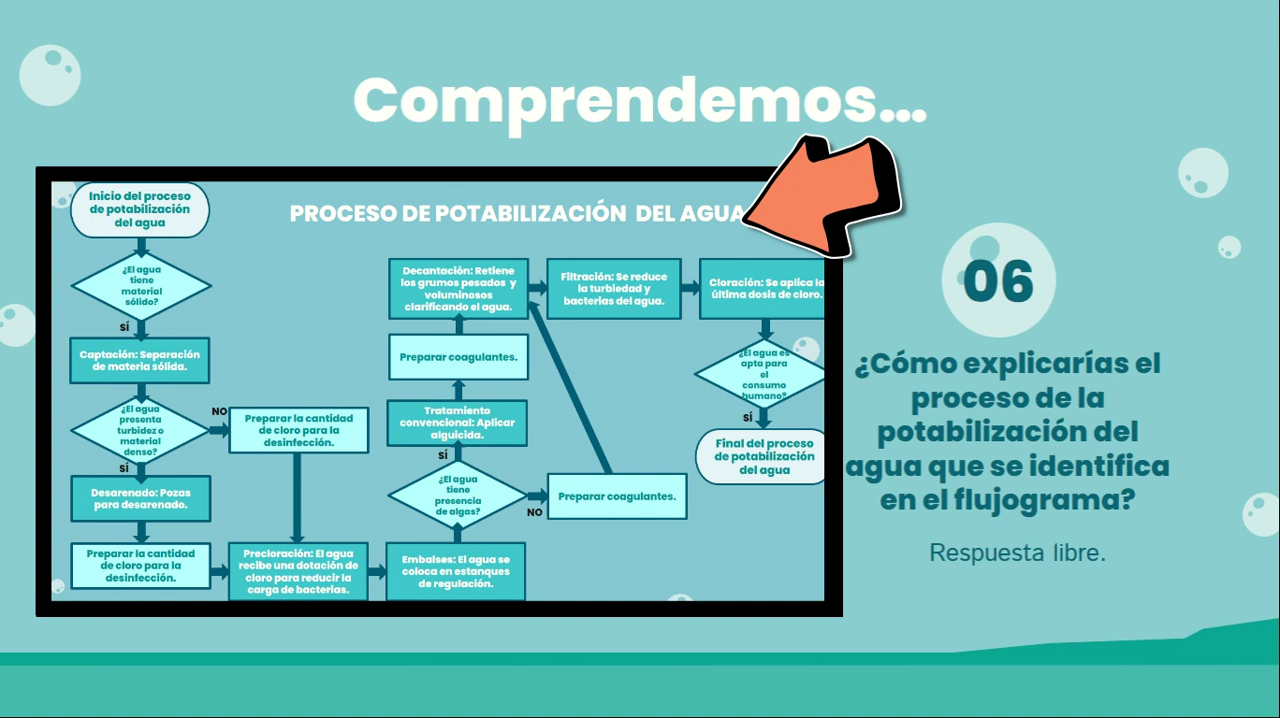 Comprendemos...
PROCESO DE POTABILIZACIÓN DEL AGUA
Inicio del proceso
de potabilización
del agua
¿El agua
tiene
material
sólido?
SÍ
Captación: Separación
de materia sólida.
¿El agua
presenta
turbidez o
material
denso?
NO
Preparar la cantidad
de cloro para la
desinfección.
SÍ
Desarenado: Pozas
para desarenado.
Preparar la cantidad
de cloro para la
desinfección.
Precloración: El agua
recibe una dotación de
cloro para reducir la
carga de bacterias.
Embalses: El agua se
coloca en estanques
de regulación.
¿El agua
tiene
presencia
de algas?
NO
Preparar coagulantes.
SÍ
Tratamiento
convencional: Aplicar
alguicida.
Preparar coagulantes.
Decantación: Retiene
los grumos pesados y
voluminosos
clarificando el agua.
Filtración: Se reduce
la turbiedad y
bacterias del agua.
Cloración: Se aplica la
última dosis de cloro.
¿El agua es
apta para
el
consumo
humano?
SÍ
Final del proceso
de potabilización
del agua
06
¿Cómo explicarías el
proceso de la
potabilización del
agua que se identifica
en el flujograma?
Respuesta libre.